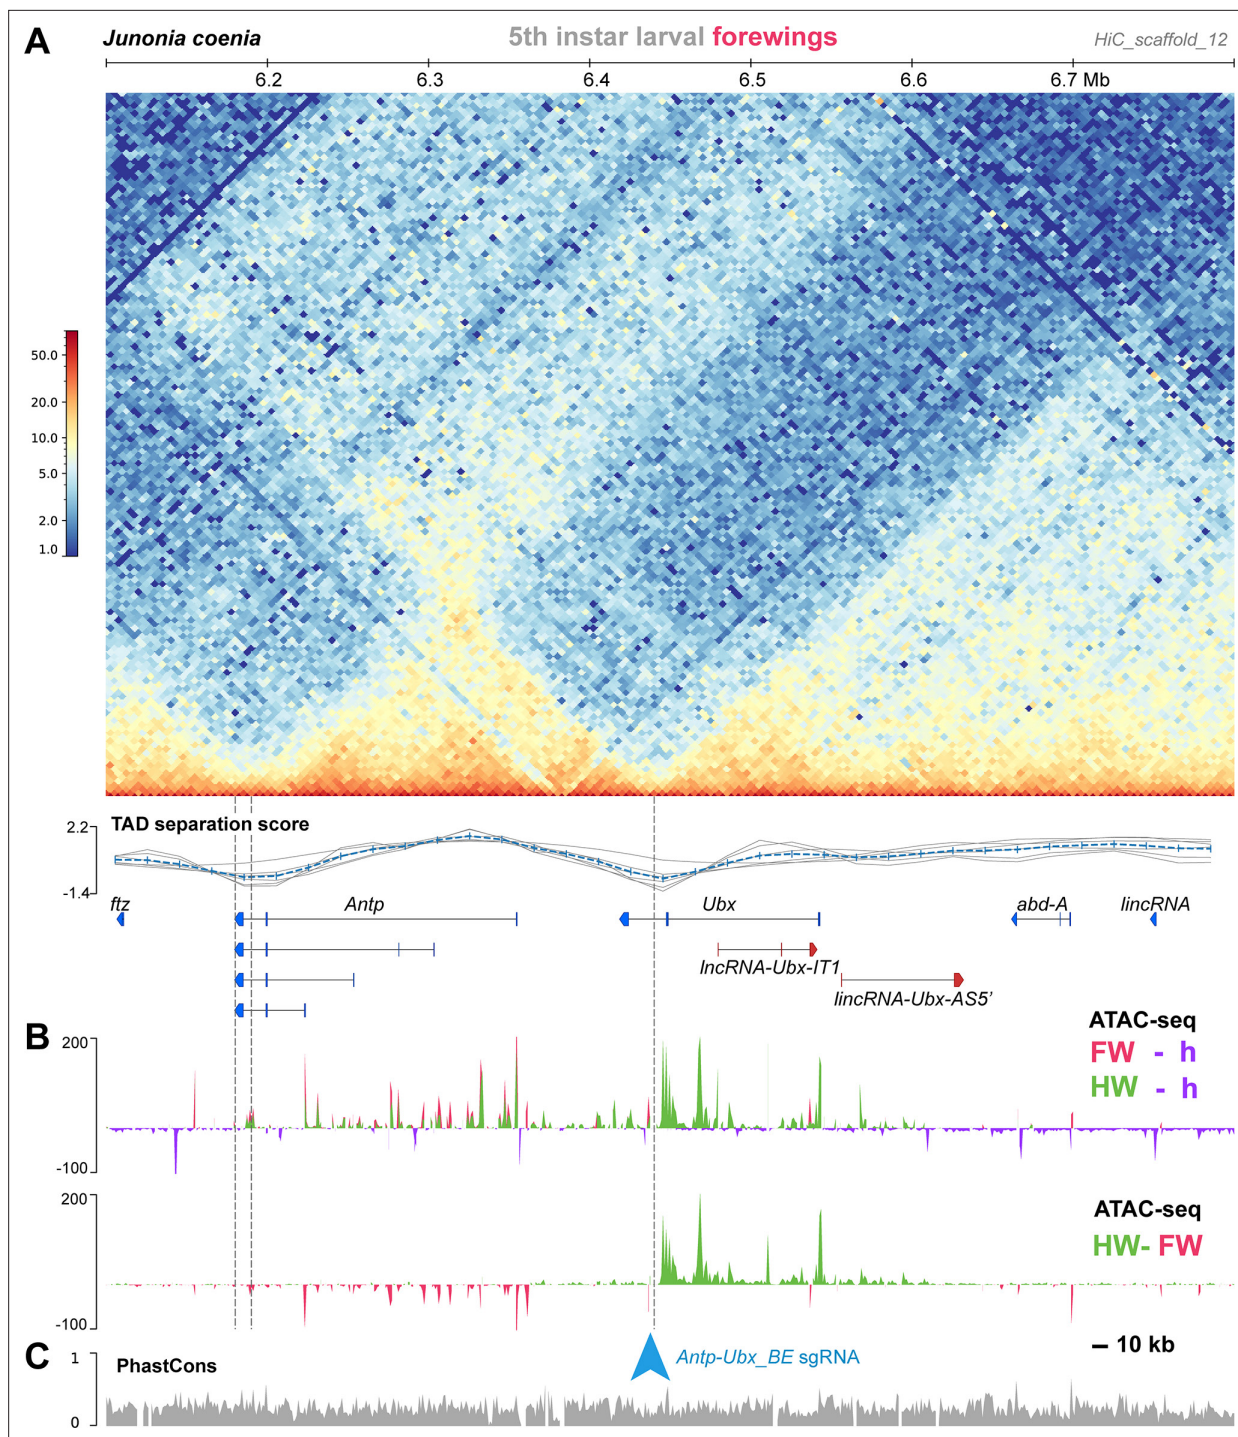 A
Junonia coenia
5th instar larval forewings
HiC_scaffold_12
6.2 6.3 6.4 6.5 6.6 6.7 Mb
50.0
20.0
10.0
5.0
2.0
1.0
TAD separation score
2.2
-1.4
ftz Antp Ubx abd-A lincRNA
lncRNA-Ubx-IT1
lincRNA-Ubx-AS5'
B
200
-100
ATAC-seq
FW - h
HW - h
200
-100
ATAC-seq
HW- FW
10 kb
Antp-Ubx_BE sgRNA
C
PhastCons
1
0